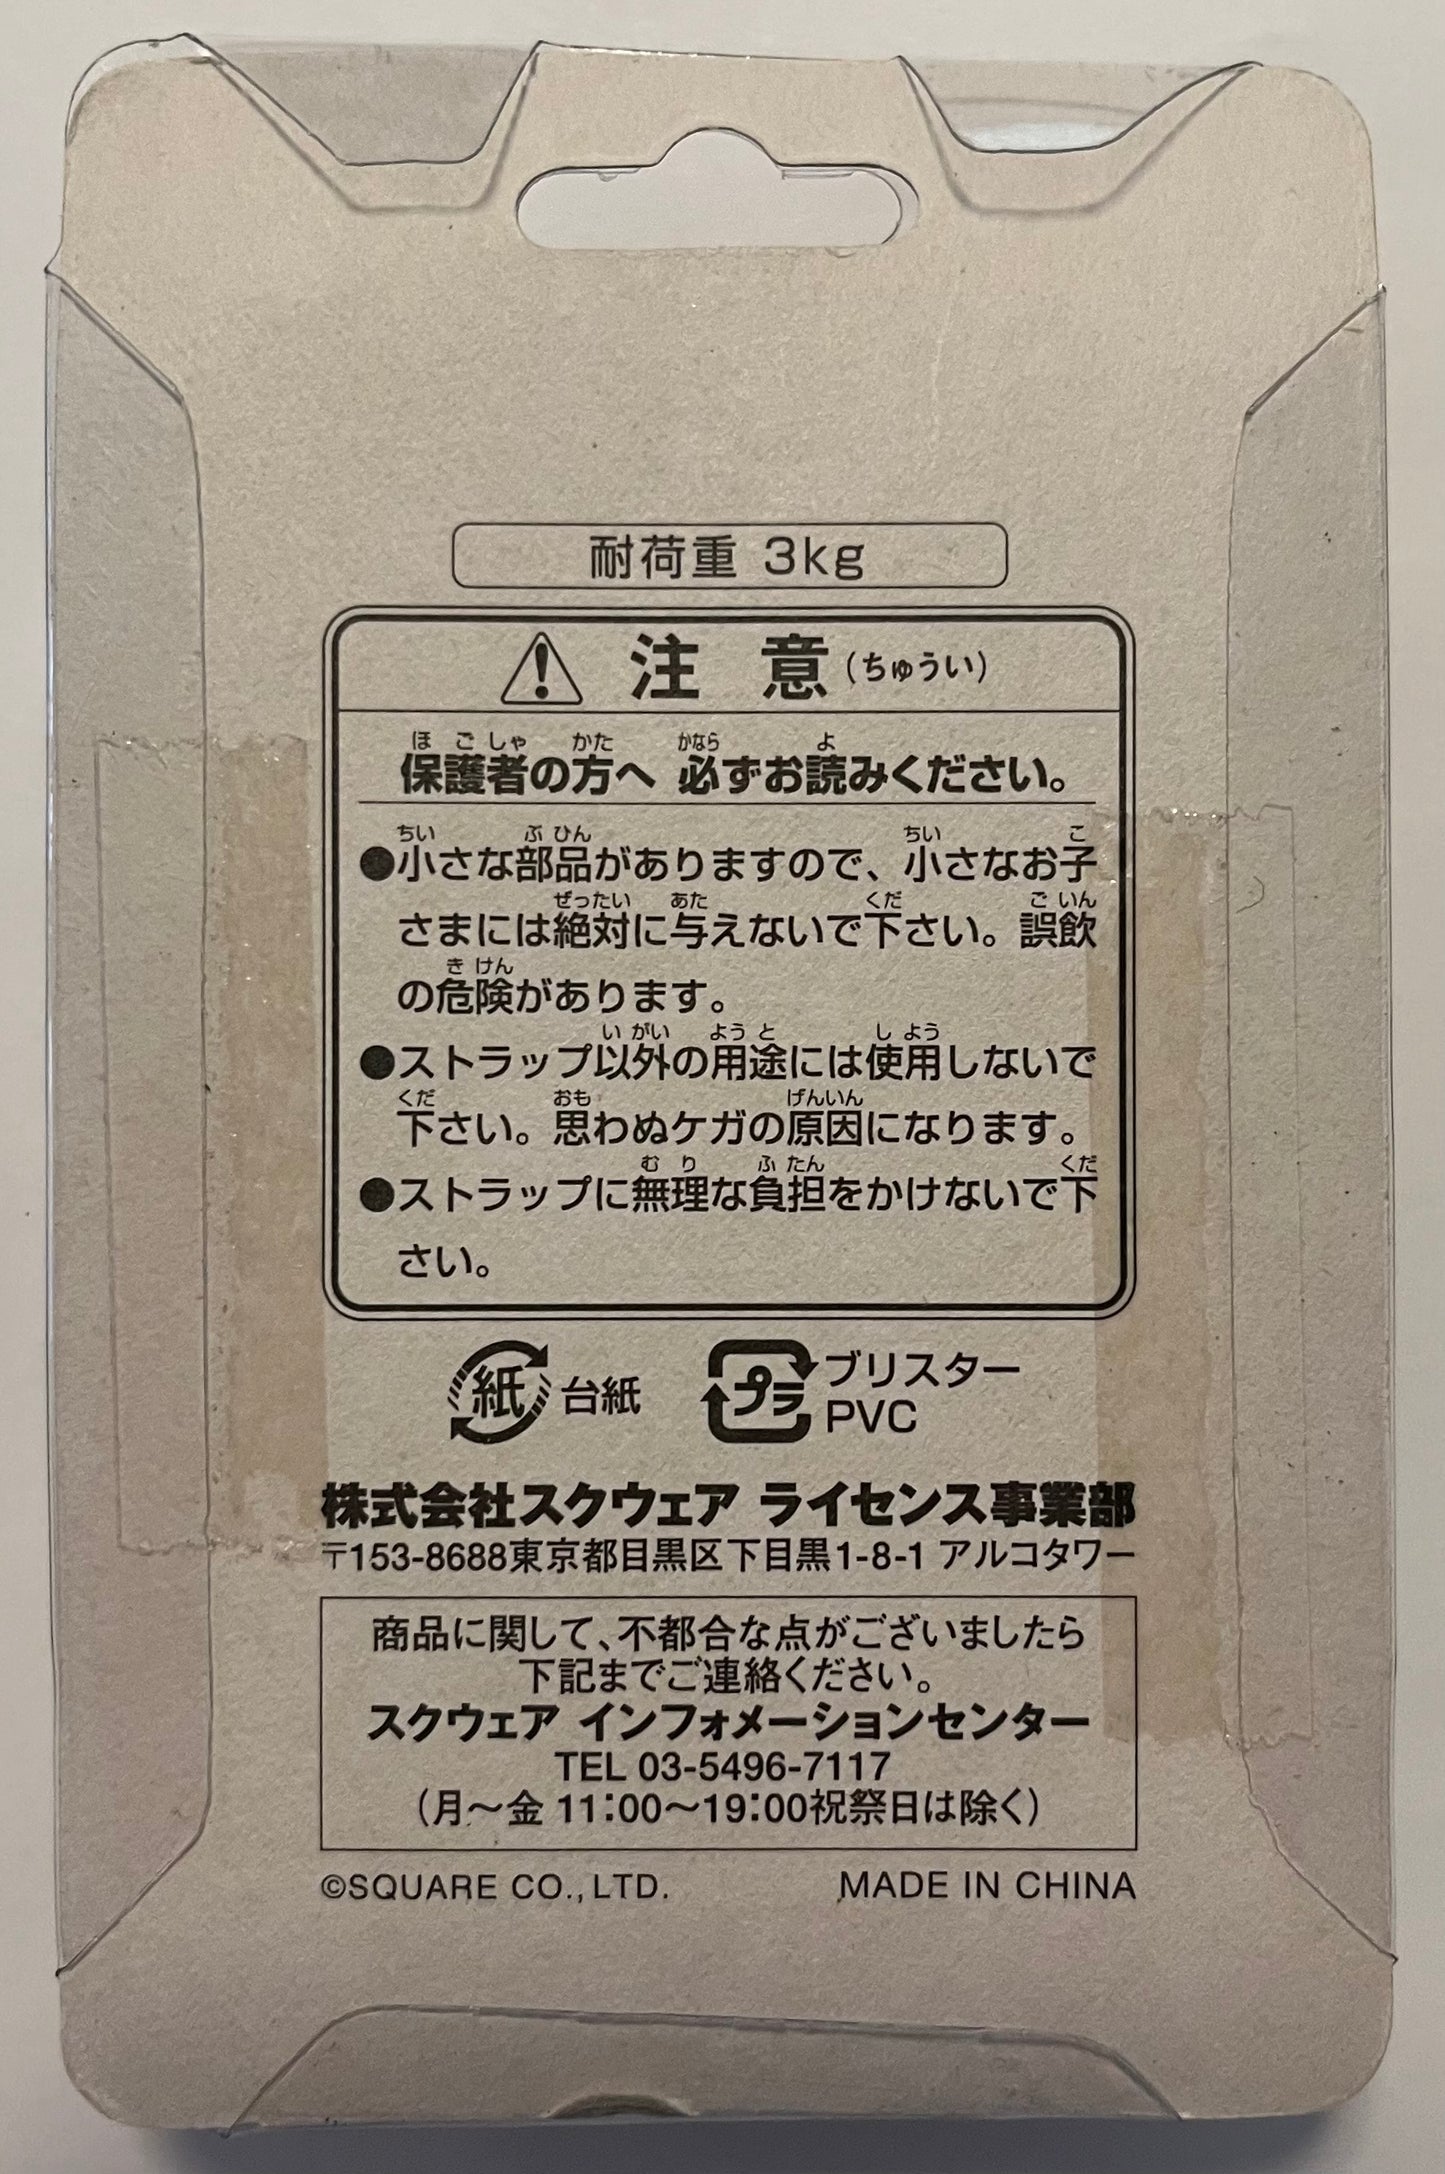 耐荷重 3kg
注 意 (ちゅうい)
ほごしゃ かた かなら よ
保護者の方へ 必ずお読みください。
ちい ぶひん ちい こ
●小さな部品がありますので、小さなお子
ぜったい あた くだ ごいん
さまには絶対に与えないで下さい。誤飲
きけん
の危険があります。
いがい ようと しよう
●ストラップ以外の用途には使用しないで
くだ おも げんいん
下さい。思わぬケガの原因になります。
むり ふたん くだ
●ストラップに無理な負担をかけないで下
さい。
紙 台紙 プラ ブリスター
PVC
株式会社スクウェア ライセンス事業部
〒153-8688東京都目黒区下目黒1-8-1 アルコタワー
商品に関して、不都合な点がございましたら
下記までご連絡ください。
スクウェア インフォメーションセンター
TEL 03-5496-7117
(月〜金 11:00〜19:00祝祭日は除く)
©SQUARE CO.,LTD. MADE IN CHINA